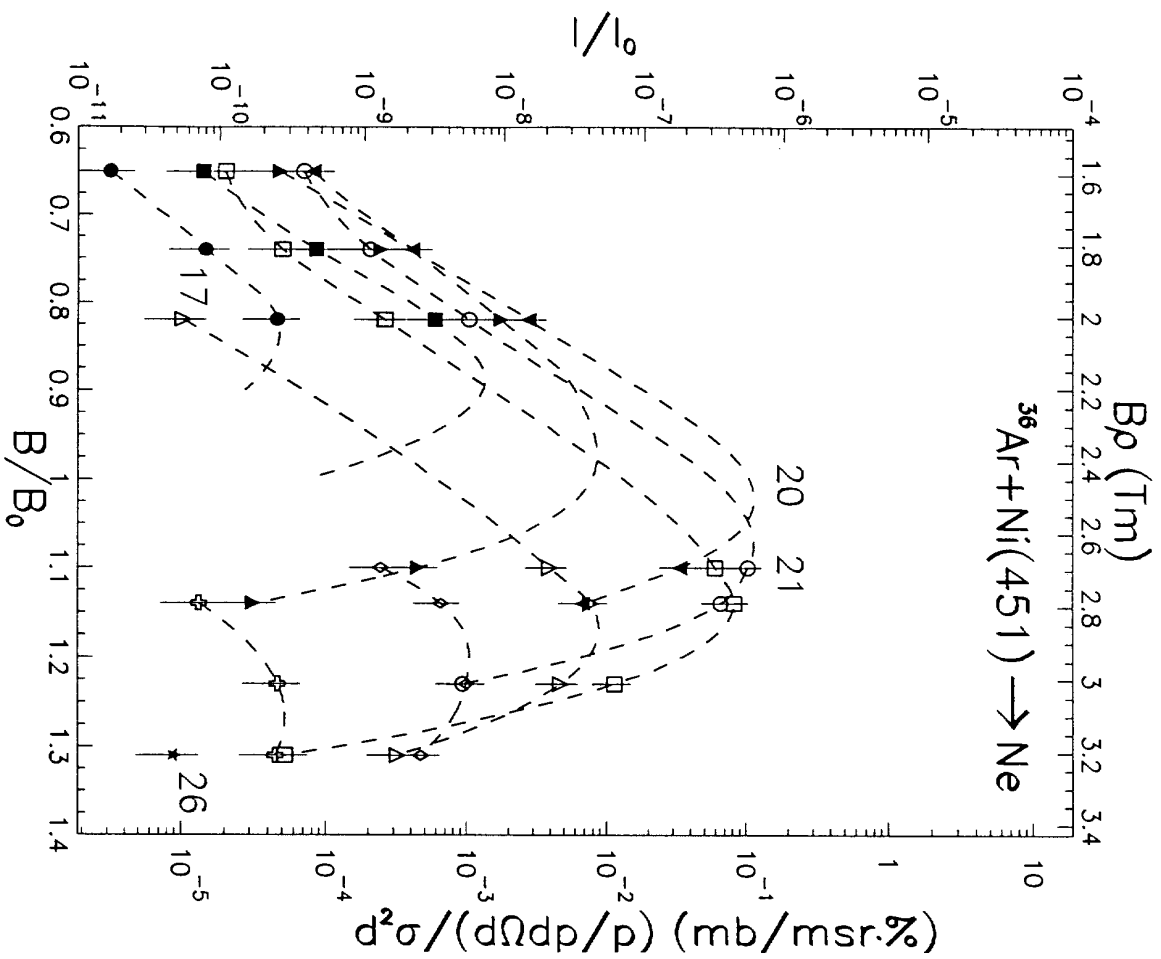 Bρ (Tm)
1.6 1.8 2 2.2 2.4 2.6 2.8 3 3.2 3.4
I/I₀
10⁻⁴
10⁻⁵
10⁻⁶
10⁻⁷
10⁻⁸
10⁻⁹
10⁻¹⁰
10⁻¹¹
³⁶Ar+Ni(451) → Ne
20
21
17
26
10
1
10⁻¹
10⁻²
10⁻³
10⁻⁴
10⁻⁵
d²σ/(dΩdp/p) (mb/msr·%)
0.6 0.7 0.8 0.9 1 1.1 1.2 1.3 1.4
B/B₀